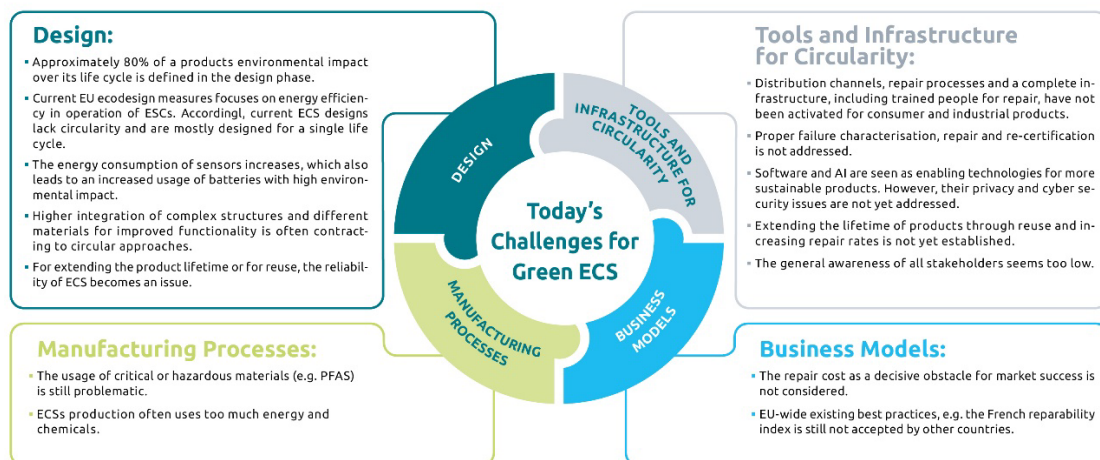 Design:
▪ Approximately 80% of a products environmental impact
over its life cycle is defined in the design phase.
▪ Current EU ecodesign measures focuses on energy efficien-
cy in operation of ESCs. Accordingl, current ECS designs
lack circularity and are mostly designed for a single life
cycle.
▪ The energy consumption of sensors increases, which also
leads to an increased usage of batteries with high environ-
mental impact.
▪ Higher integration of complex structures and different
materials for improved functionality is often contract-
ing to circular approaches.
▪ For extending the product lifetime or for reuse, the reliabil-
ity of ECS becomes an issue.
Tools and Infrastructure
for Circularity:
▪ Distribution channels, repair processes and a complete in-
frastructure, including trained people for repair, have not
been activated for consumer and industrial products.
▪ Proper failure characterisation, repair and re-certification
is not addressed.
▪ Software and AI are seen as enabling technologies for more
sustainable products. However, their privacy and cyber se-
curity issues are not yet addressed.
▪ Extending the lifetime of products through reuse and in-
creasing repair rates is not yet established.
▪ The general awareness of all stakeholders seems too low.
DESIGN
TOOLS AND
INFRASTRUCTURE FOR
CIRCULARITY
Today's
Challenges for
Green ECS
MANUFACTURING
PROCESSES
BUSINESS
MODELS
Manufacturing Processes:
▪ The usage of critical or hazardous materials (e.g. PFAS)
is still problematic.
▪ ECSs production often uses too much energy and
chemicals.
Business Models:
▪ The repair cost as a decisive obstacle for market success is
not considered.
▪ EU-wide existing best practices, e.g. the French reparability
index is still not accepted by other countries.